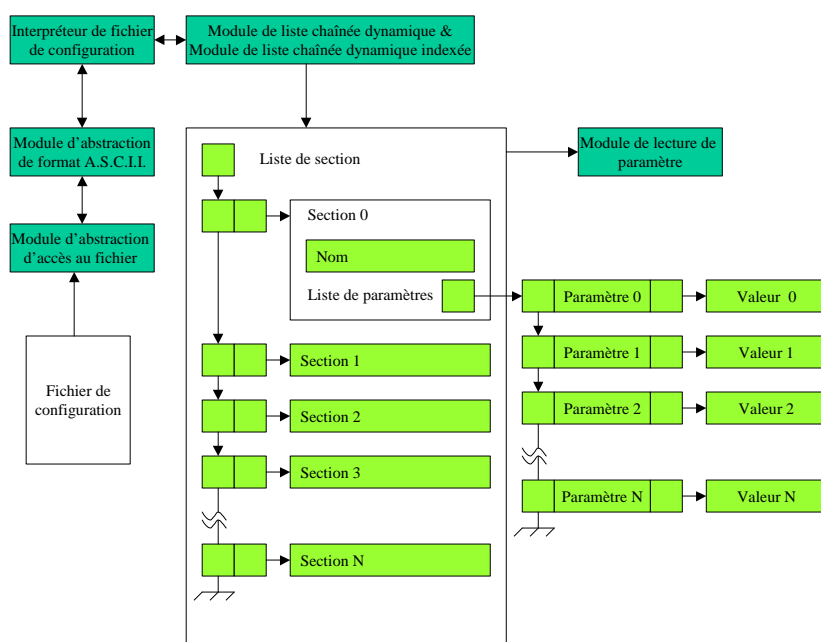 Interpréteur de fichier
de configuration
Module de liste chaînée dynamique &
Module de liste chaînée dynamique indexée
Module d’abstraction
de format A.S.C.I.I.
Module de lecture de
paramètre
Liste de section
Module d’abstraction
d’accès au fichier
Section 0
Nom
Liste de paramètres
Paramètre 0
Valeur 0
Paramètre 1
Valeur 1
Paramètre 2
Valeur 2
Paramètre N
Valeur N
Fichier de
configuration
Section 1
Section 2
Section 3
Section N